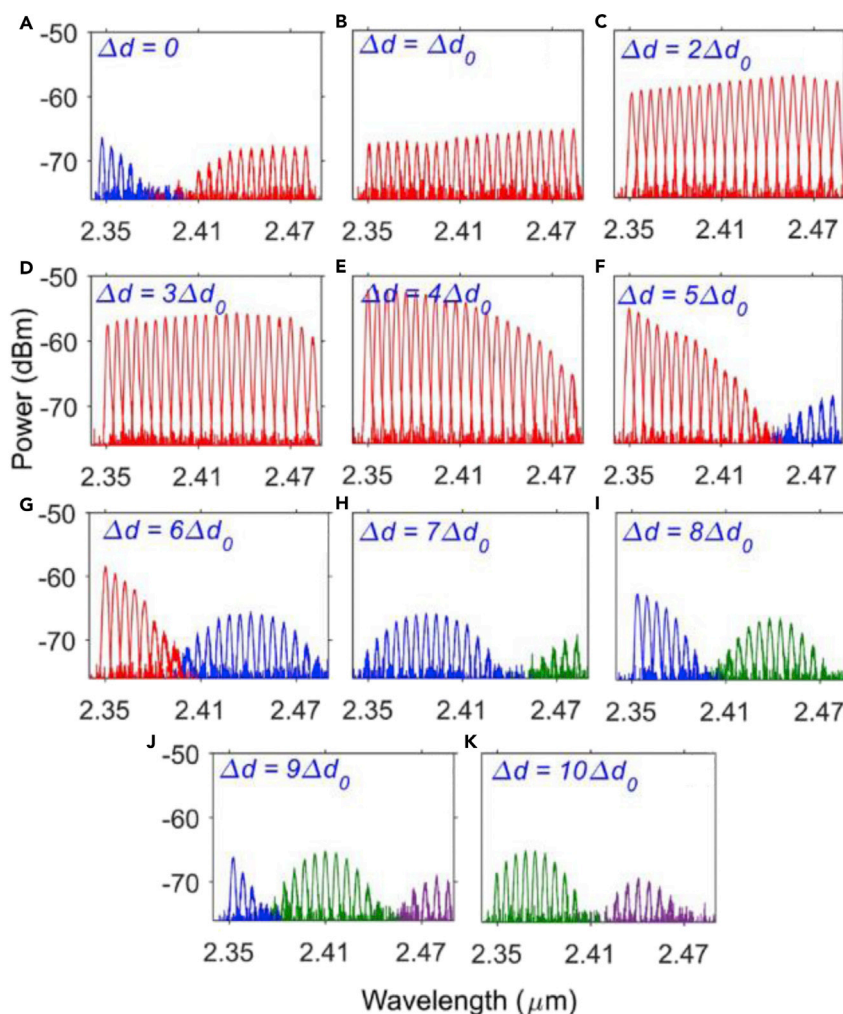 A B C
-50 Δd = 0 Δd = Δd₀ Δd = 2Δd₀
-60
-70
2.35 2.41 2.47 2.35 2.41 2.47 2.35 2.41 2.47
D E F
-50 Δd = 3Δd₀ Δd = 4Δd₀ Δd = 5Δd₀
-60
-70
2.35 2.41 2.47 2.35 2.41 2.47 2.35 2.41 2.47
Power (dBm)
G H I
-50 Δd = 6Δd₀ Δd = 7Δd₀ Δd = 8Δd₀
-60
-70
2.35 2.41 2.47 2.35 2.41 2.47 2.35 2.41 2.47
J K
-50 Δd = 9Δd₀ Δd = 10Δd₀
-60
-70
2.35 2.41 2.47 2.35 2.41 2.47
Wavelength (μm)